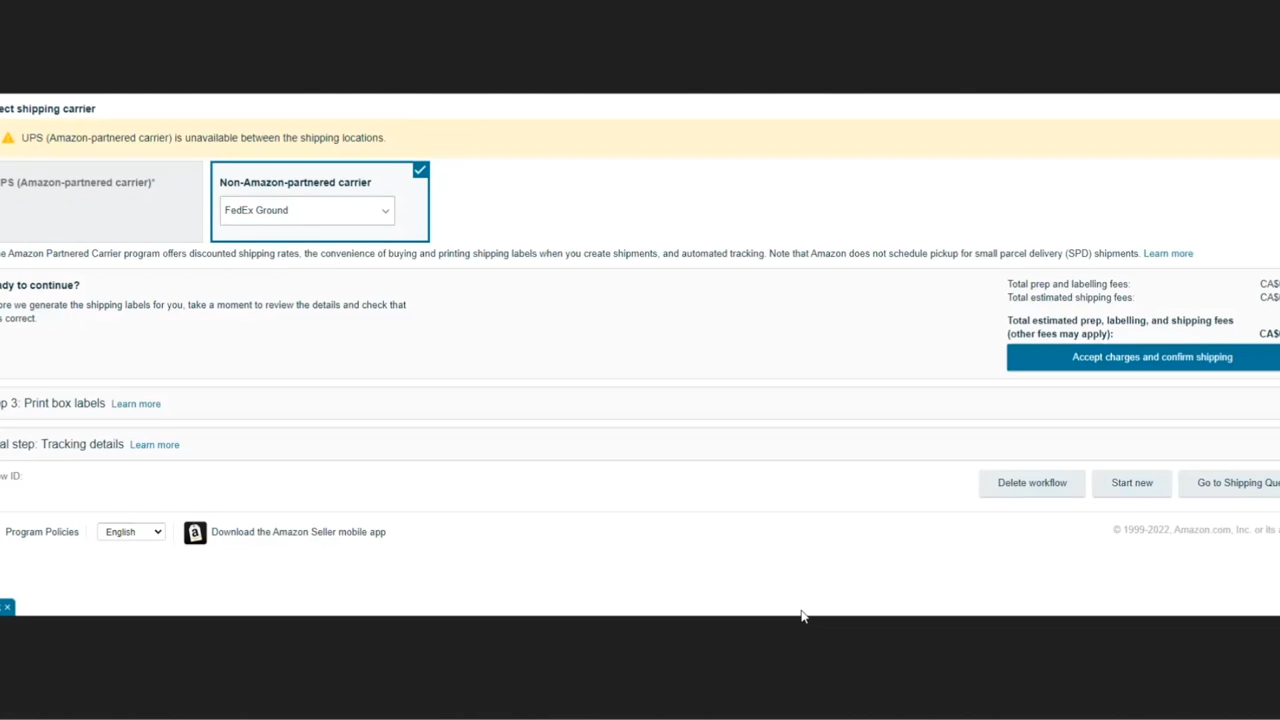 ect shipping carrier
UPS (Amazon-partnered carrier) is unavailable between the shipping locations.
PS (Amazon-partnered carrier)*
Non-Amazon-partnered carrier
FedEx Ground
e Amazon Partnered Carrier program offers discounted shipping rates, the convenience of buying and printing shipping labels when you create shipments, and automated tracking. Note that Amazon does not schedule pickup for small parcel delivery (SPD) shipments. Learn more
dy to continue?
ore we generate the shipping labels for you, take a moment to review the details and check that
s correct.
Total prep and labelling fees: CA$
Total estimated shipping fees: CA$
Total estimated prep, labelling, and shipping fees
(other fees may apply): CA$
Accept charges and confirm shipping
p 3: Print box labels Learn more
al step: Tracking details Learn more
w ID:
Delete workflow
Start new
Go to Shipping Que
Program Policies
English
a
Download the Amazon Seller mobile app
© 1999-2022, Amazon.com, Inc. or its a